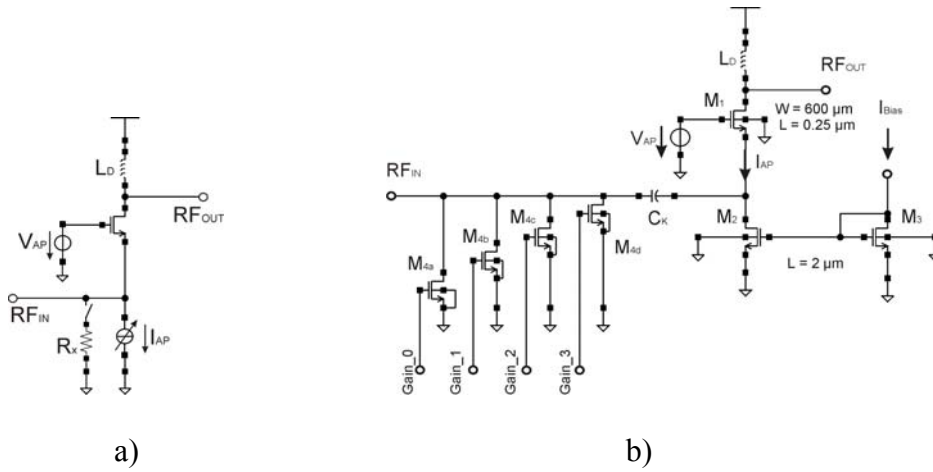 LD
RFOUT
VAP
RFIN
Rx
IAP
a)
LD
RFOUT
M1
W = 600 µm
L = 0.25 µm
IBias
VAP
IAP
RFIN
CK
M2
M3
L = 2 µm
M4a
M4b
M4c
M4d
Gain_0
Gain_1
Gain_2
Gain_3
b)